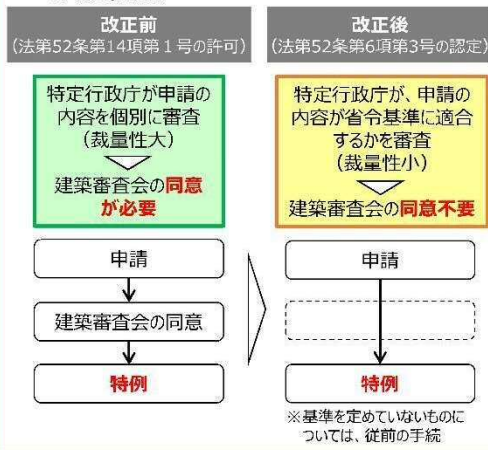 改正前
(法第52条第14項第１号の許可)
特定行政庁が申請の
内容を個別に審査
(裁量性大)
建築審査会の同意
が必要
申請
建築審査会の同意
特例
改正後
(法第52条第6項第3号の認定)
特定行政庁が、申請の
内容が省令基準に適合
するかを審査
(裁量性小)
建築審査会の同意不要
申請
特例
※基準を定めていないものに
ついては、従前の手続